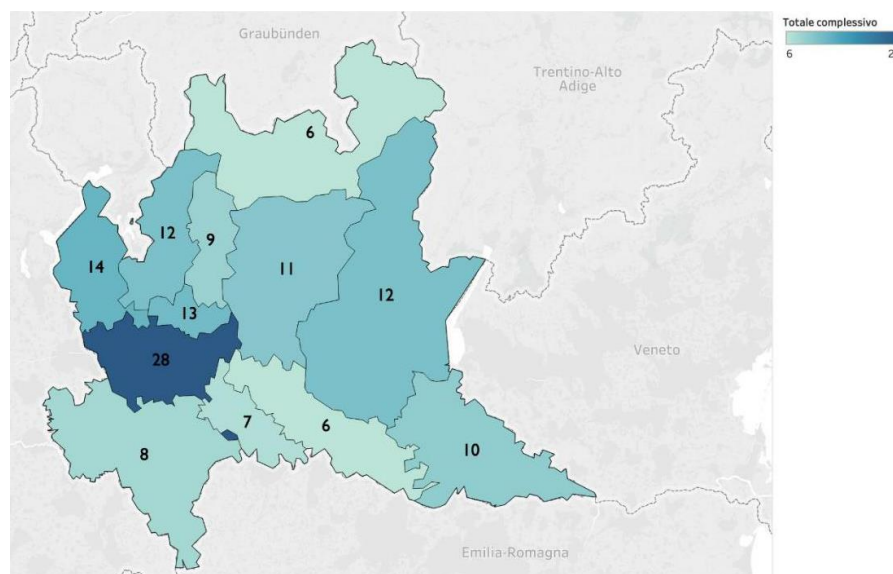 Totale complessivo
6
Graubünden
Trentino-Alto
Adige
6
12
9
14
11
12
13
28
Veneto
7
6
10
8
Emilia-Romagna